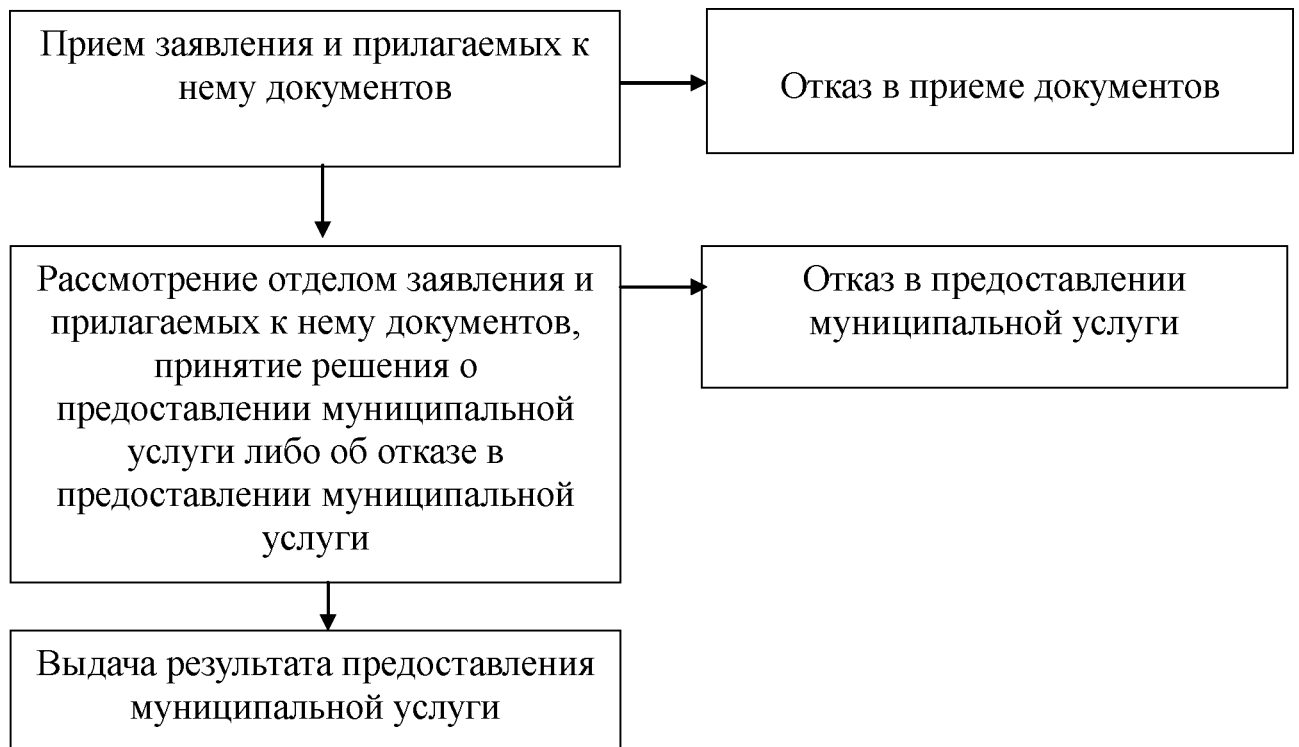 Прием заявления и прилагаемых к
нему документов
Отказ в приеме документов
Рассмотрение отделом заявления и
прилагаемых к нему документов,
принятие решения о
предоставлении муниципальной
услуги либо об отказе в
предоставлении муниципальной
услуги
Отказ в предоставлении
муниципальной услуги
Выдача результата предоставления
муниципальной услуги